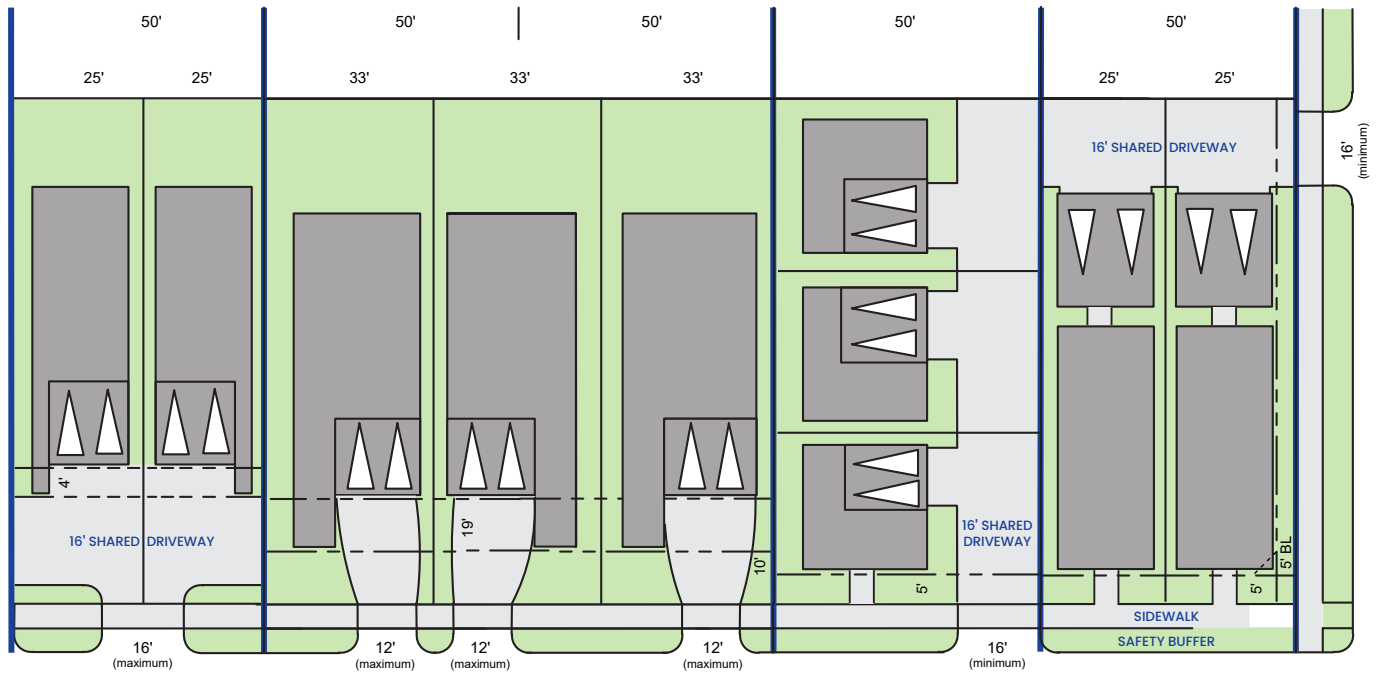 50'
50'
50'
50'
50'
25'
25'
33'
33'
33'
25'
25'
16' SHARED DRIVEWAY
16'
(minimum)
4'
19'
16' SHARED DRIVEWAY
16' SHARED
DRIVEWAY
10'
5'
5'
5' BL
SIDEWALK
SAFETY BUFFER
16'
(maximum)
12'
(maximum)
12'
(maximum)
12'
(maximum)
16'
(minimum)